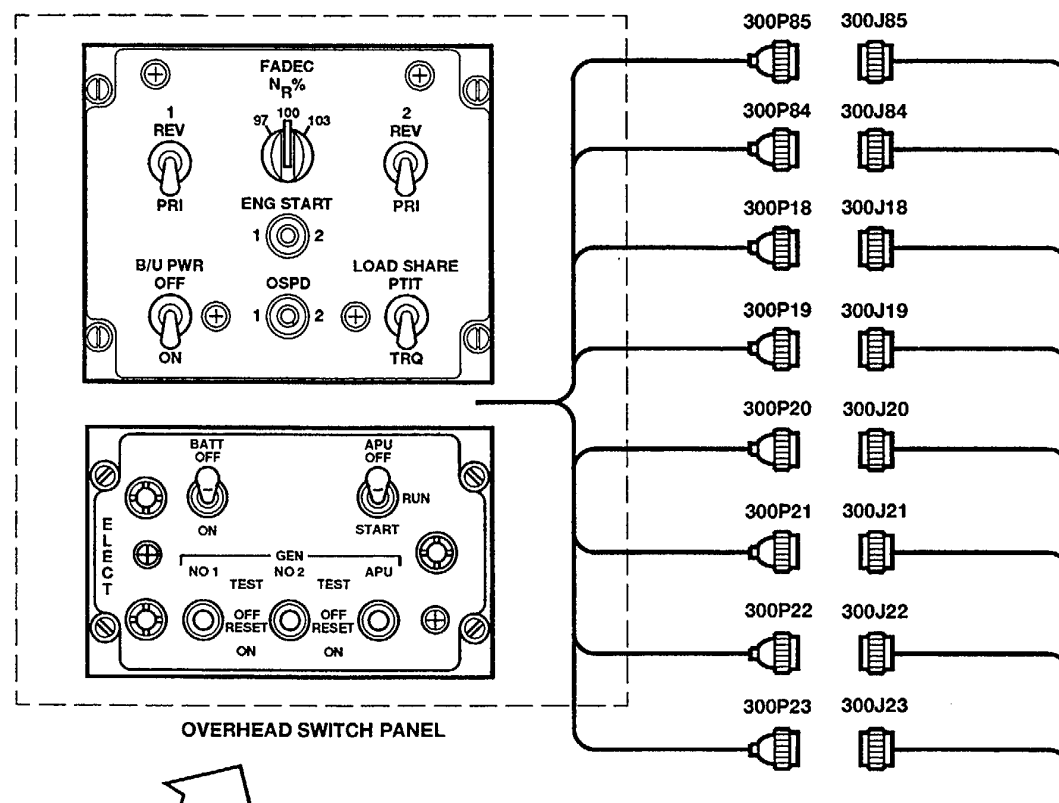 FADEC
NR%
97 100 103
1
REV
PRI
2
REV
PRI
ENG START
1 2
B/U PWR
OFF
ON
OSPD
1 2
LOAD SHARE
PTIT
TRQ
BATT
OFF
ON
APU
OFF
RUN
START
ELECT
GEN
NO 1
TEST
NO 2
TEST
APU
OFF
RESET
ON
OFF
RESET
ON
OVERHEAD SWITCH PANEL
300P85 300J85
300P84 300J84
300P18 300J18
300P19 300J19
300P20 300J20
300P21 300J21
300P22 300J22
300P23 300J23